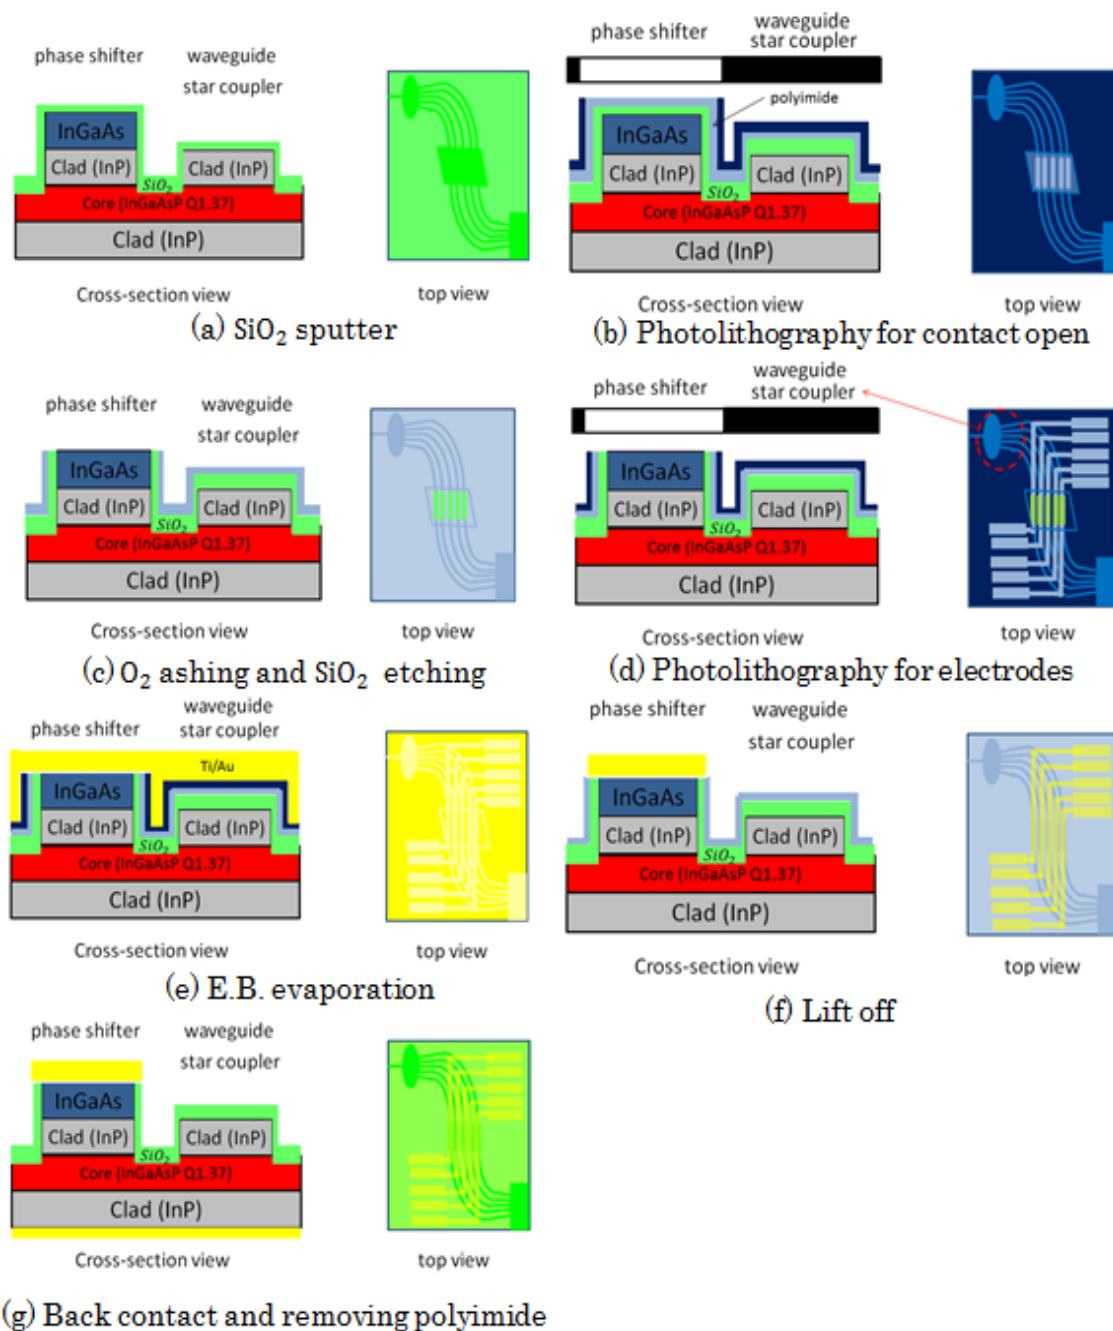 phase shifter
waveguide
star coupler
InGaAs
Clad (InP)
Clad (InP)
SiO₂
Core (InGaAsP Q1.37)
Clad (InP)
Cross-section view
top view
(a) SiO₂ sputter
phase shifter
waveguide
star coupler
polyimide
InGaAs
Clad (InP)
Clad (InP)
SiO₂
Core (InGaAsP Q1.37)
Clad (InP)
Cross-section view
top view
(b) Photolithography for contact open
phase shifter
waveguide
star coupler
InGaAs
Clad (InP)
Clad (InP)
SiO₂
Core (InGaAsP Q1.37)
Clad (InP)
Cross-section view
top view
(c) O₂ ashing and SiO₂ etching
phase shifter
waveguide
star coupler
InGaAs
Clad (InP)
Clad (InP)
SiO₂
Core (InGaAsP Q1.37)
Clad (InP)
Cross-section view
top view
(d) Photolithography for electrodes
phase shifter
waveguide
star coupler
Ti/Au
InGaAs
Clad (InP)
Clad (InP)
SiO₂
Core (InGaAsP Q1.37)
Clad (InP)
Cross-section view
top view
(e) E.B. evaporation
phase shifter
waveguide
star coupler
InGaAs
Clad (InP)
Clad (InP)
SiO₂
Core (InGaAsP Q1.37)
Clad (InP)
Cross-section view
top view
(f) Lift off
phase shifter
waveguide
star coupler
InGaAs
Clad (InP)
Clad (InP)
SiO₂
Core (InGaAsP Q1.37)
Clad (InP)
Cross-section view
top view
(g) Back contact and removing polyimide